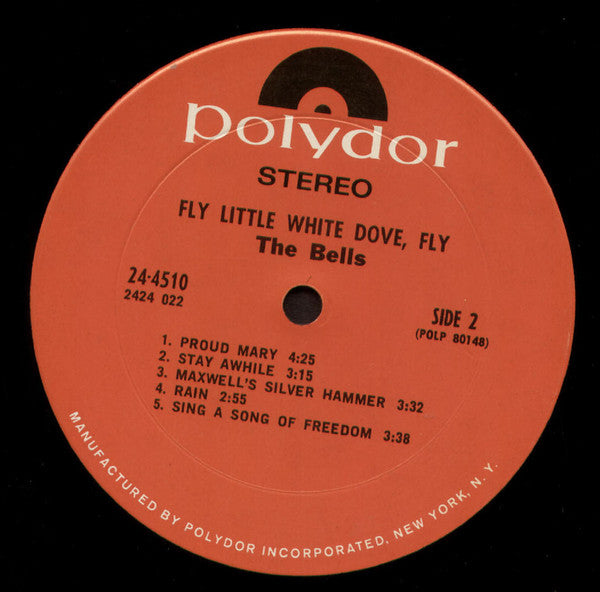 polydor
STEREO
FLY LITTLE WHITE DOVE, FLY
The Bells
24-4510
2424 022
SIDE 2
(POLP 80148)
1. PROUD MARY 4:25
2. STAY AWHILE 3:15
3. MAXWELL'S SILVER HAMMER 3:32
4. RAIN 2:55
5. SING A SONG OF FREEDOM 3:38
MANUFACTURED BY POLYDOR INCORPORATED, NEW YORK, N. Y.